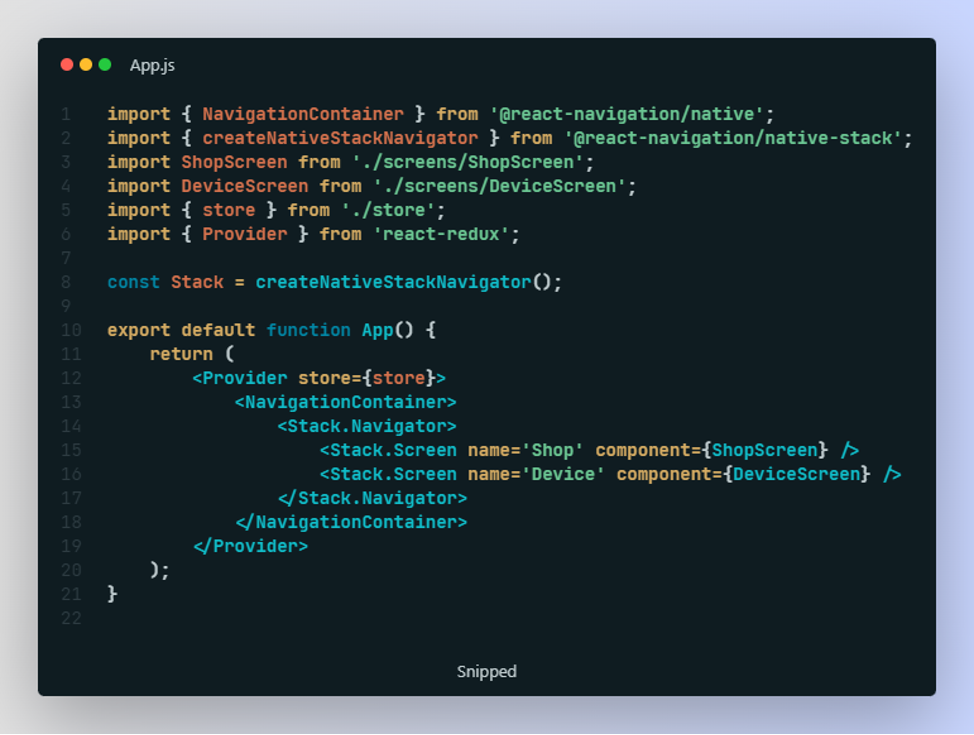 App.js
1 import { NavigationContainer } from '@react-navigation/native';
2 import { createNativeStackNavigator } from '@react-navigation/native-stack';
3 import ShopScreen from './screens/ShopScreen';
4 import DeviceScreen from './screens/DeviceScreen';
5 import { store } from './store';
6 import { Provider } from 'react-redux';
7
8 const Stack = createNativeStackNavigator();
9
10 export default function App() {
11     return (
12         <Provider store={store}>
13             <NavigationContainer>
14                 <Stack.Navigator>
15                     <Stack.Screen name='Shop' component={ShopScreen} />
16                     <Stack.Screen name='Device' component={DeviceScreen} />
17                 </Stack.Navigator>
18             </NavigationContainer>
19         </Provider>
20     );
21 }
22
Snipped